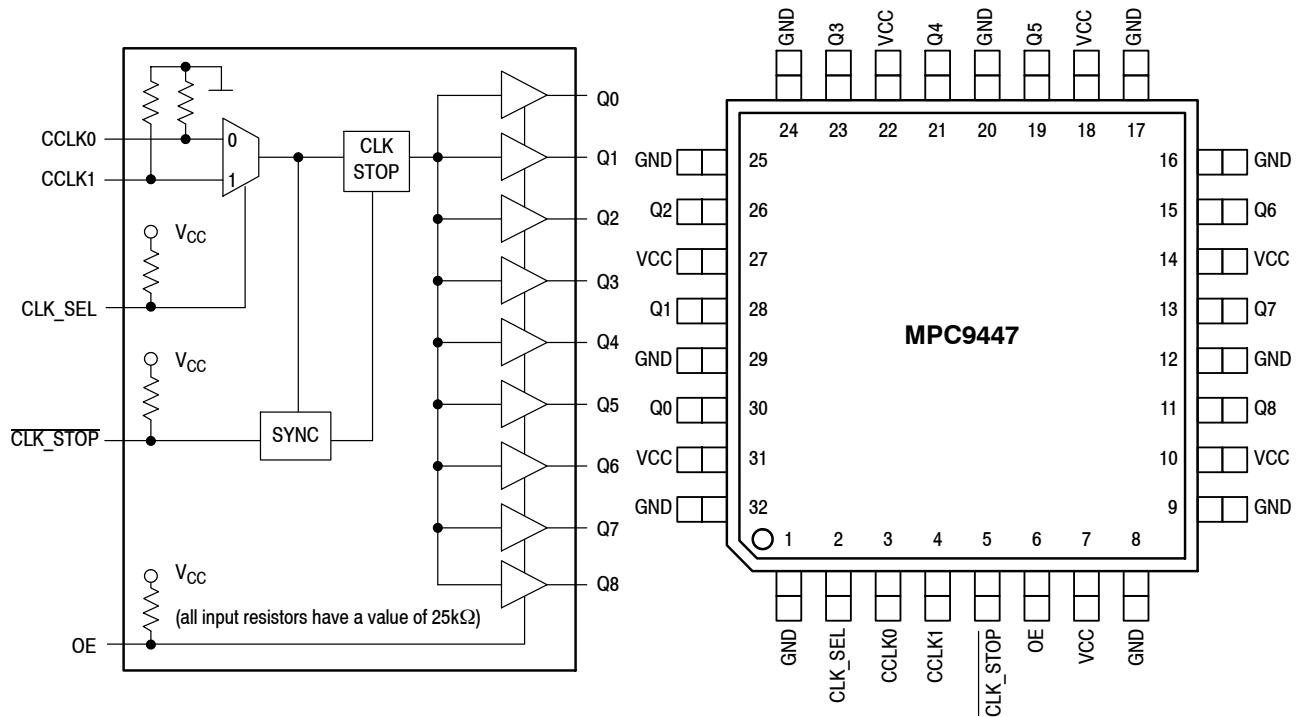 CCLK0
CCLK1
0
1
CLK
STOP
VCC
CLK_SEL
VCC
CLK_STOP
SYNC
VCC
(all input resistors have a value of 25kΩ)
OE
Q0
Q1
Q2
Q3
Q4
Q5
Q6
Q7
Q8
GND Q3 VCC Q4 GND Q5 VCC GND
24 23 22 21 20 19 18 17
GND 25 16 GND
Q2 26 15 Q6
VCC 27 14 VCC
Q1 28 13 Q7
MPC9447
GND 29 12 GND
Q0 30 11 Q8
VCC 31 10 VCC
GND 32 9 GND
1 2 3 4 5 6 7 8
GND CLK_SEL CCLK0 CCLK1 CLK_STOP OE VCC GND